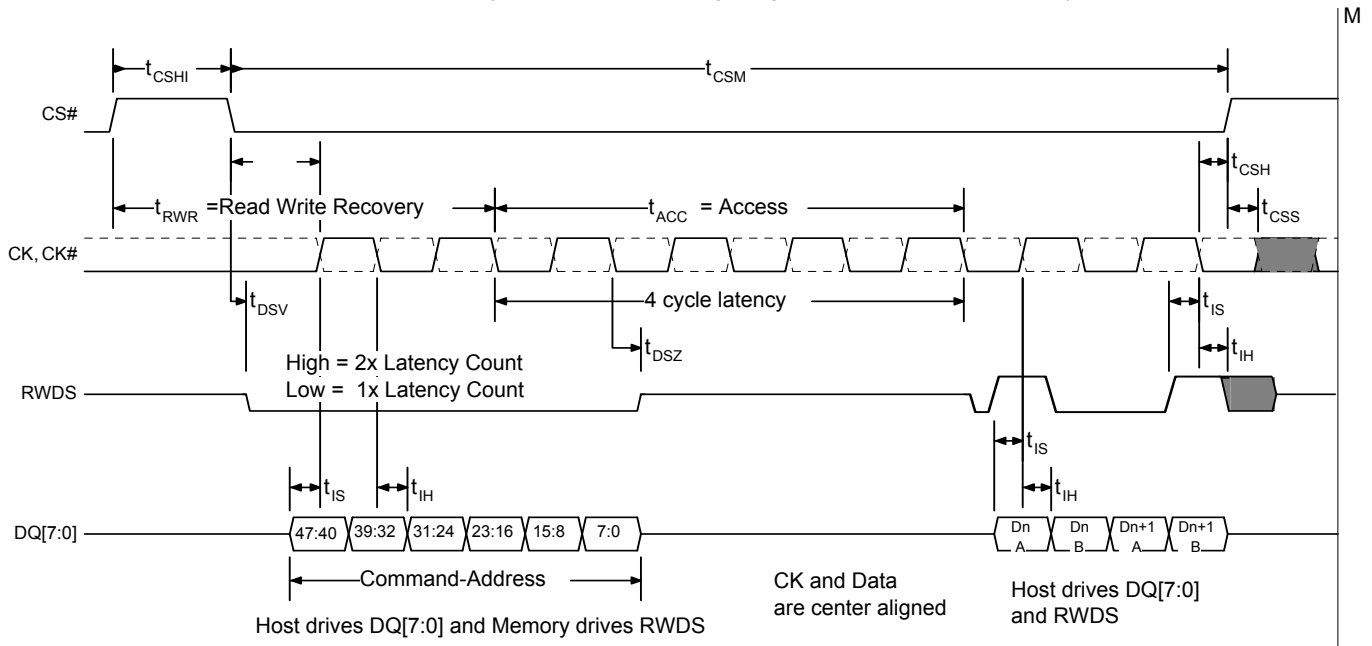 M
tCSHI
tCSM
CS#
tCSH
tRWR =Read Write Recovery
tACC = Access
tCSS
CK, CK#
4 cycle latency
tDSV
tIS
tDSZ
tIH
High = 2x Latency Count
Low = 1x Latency Count
RWDS
tIS
tIS
tIH
tIH
DQ[7:0]
47:40 39:32 31:24 23:16 15:8 7:0
Dn A Dn B Dn+1 A Dn+1 B
Command-Address
CK and Data
are center aligned
Host drives DQ[7:0]
and RWDS
Host drives DQ[7:0] and Memory drives RWDS